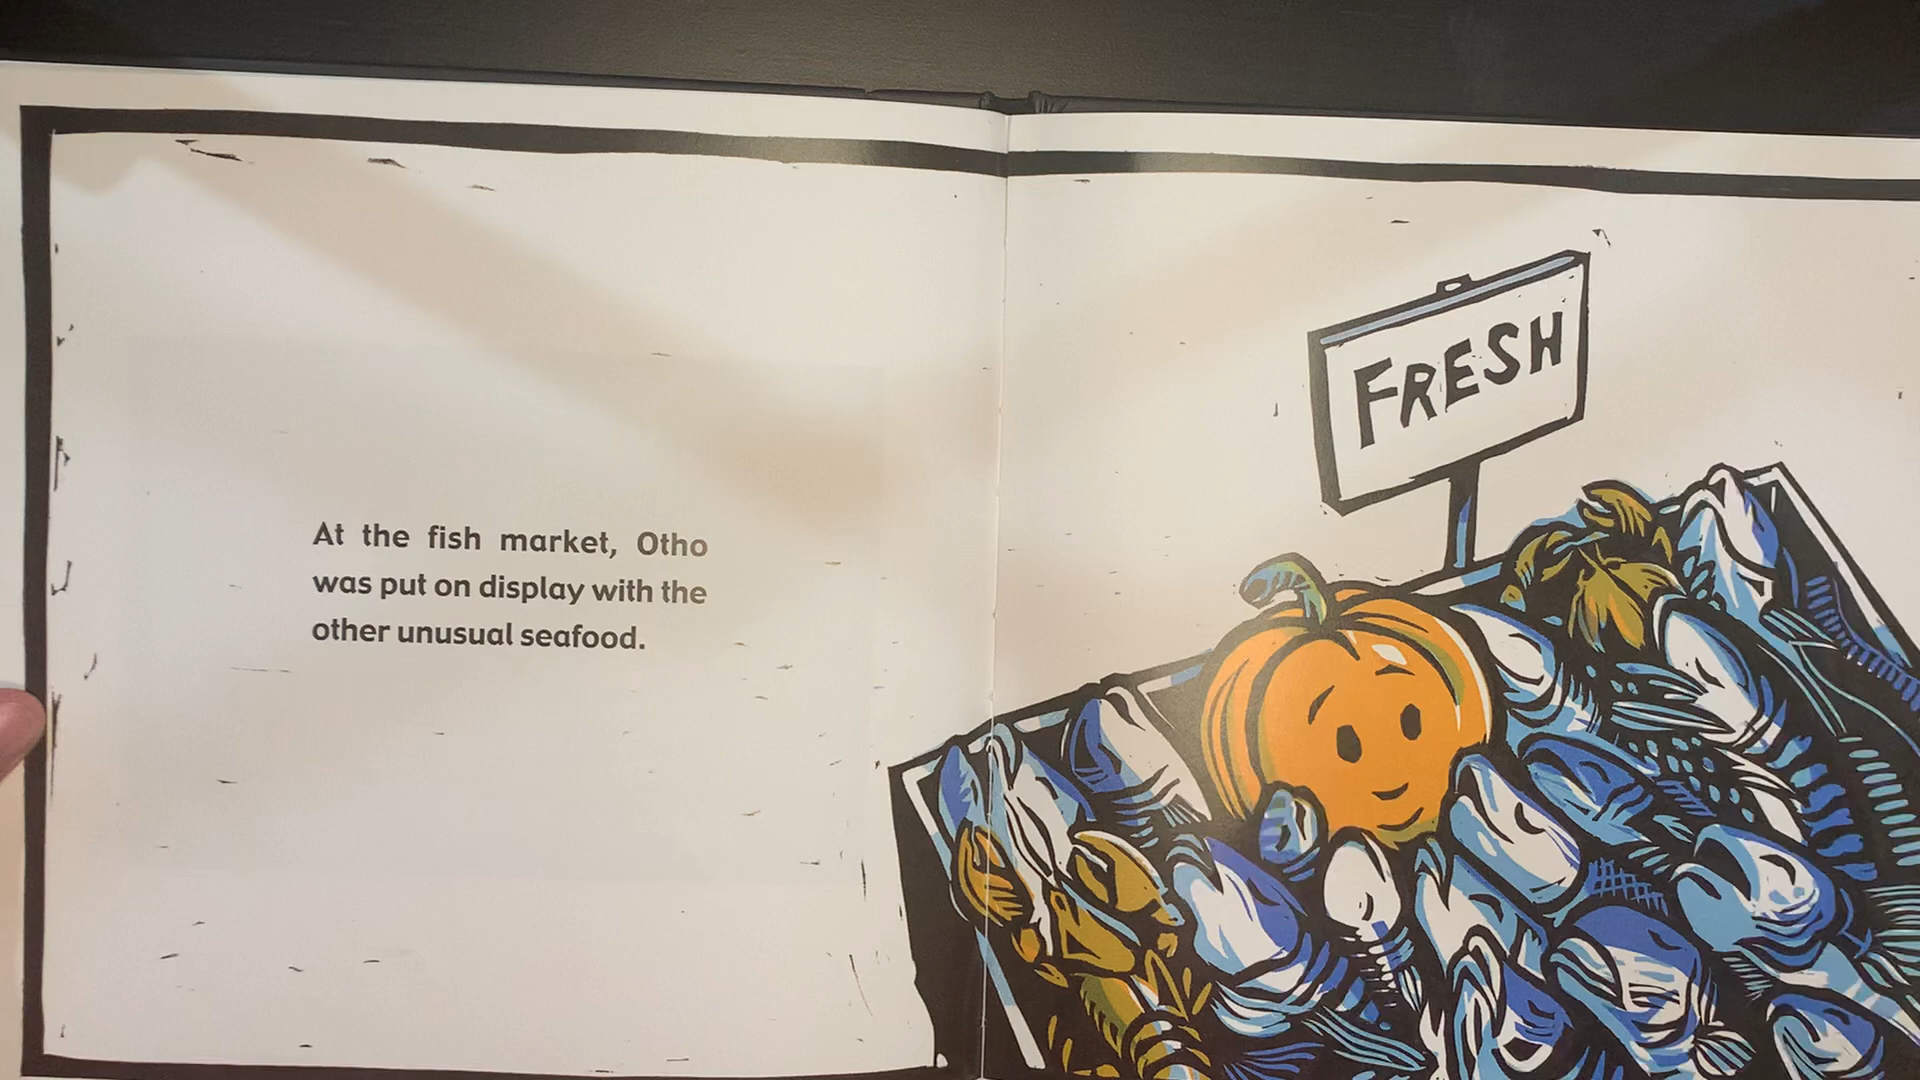 At the fish market, Otho
was put on display with the
other unusual seafood.
FRESH